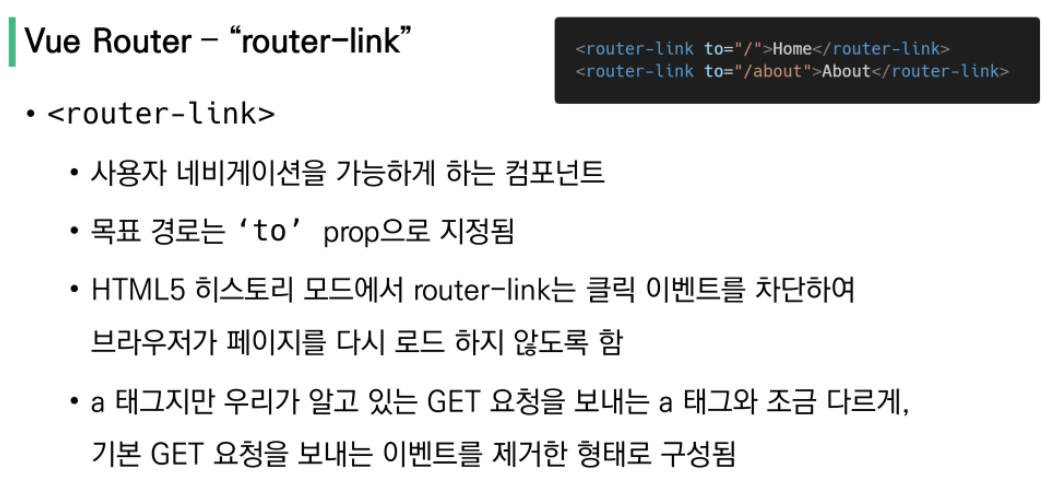 Vue Router – “router-link”
<router-link to="/">Home</router-link>
<router-link to="/about">About</router-link>
• <router-link>
• 사용자 네비게이션을 가능하게 하는 컴포넌트
• 목표 경로는 ‘to’ prop으로 지정됨
• HTML5 히스토리 모드에서 router-link는 클릭 이벤트를 차단하여
브라우저가 페이지를 다시 로드 하지 않도록 함
• a 태그지만 우리가 알고 있는 GET 요청을 보내는 a 태그와 조금 다르게,
기본 GET 요청을 보내는 이벤트를 제거한 형태로 구성됨